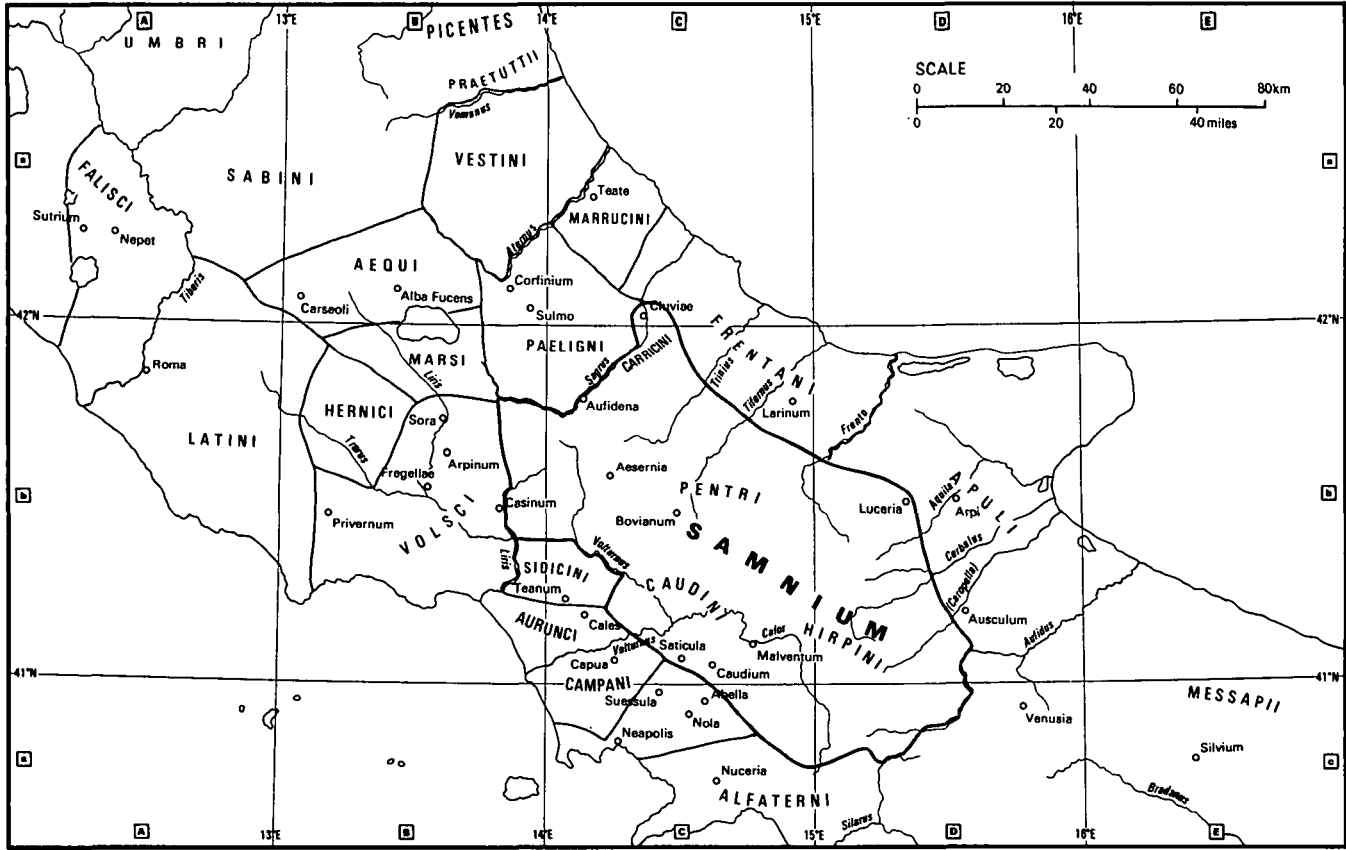 A
13°E
B
14°E
C
15°E
D
16°E
E
UMBRI
PICENTES
PRAETUTTII
Vomanus
SCALE
0 20 40 60 80km
0 20 40 miles
a
a
FALISCI
SABINI
VESTINI
Teate
MARRUCINI
Sutrium
Nepet
Aternus
AEQUI
Tiberis
Corfinium
Carseoli
Alba Fucens
Sulmo
Cluviae
42°N
42°N
FRENTANI
PAELIGNI
MARSI
CARRICINI
Roma
Liris
Sagrus
Trinius
Tifernus
Aufidena
Larinum
HERNICI
Sora
Frento
LATINI
Trerus
Arpinum
Fregellae
Aesernia
PENTRI
b
b
APULI
Aquilo
Arpi
Luceria
Casinum
Privernum
VOLSCI
Bovianum
SAMNIUM
Cerbalus
Liris
Volturnus
SIDICINI
Teanum
CAUDINI
(Carapelle)
Cales
Ausculum
AURUNCI
Calor
HIRPINI
Aufidus
Volturnus
Saticula
Malventum
Capua
Caudium
41°N
41°N
CAMPANI
Suessula
Abella
MESSAPII
Nola
Venusia
Neapolis
Silvium
a
c
Nuceria
ALFATERNI
Bradanus
Silarus
A
13°E
B
14°E
C
15°E
D
16°E
E